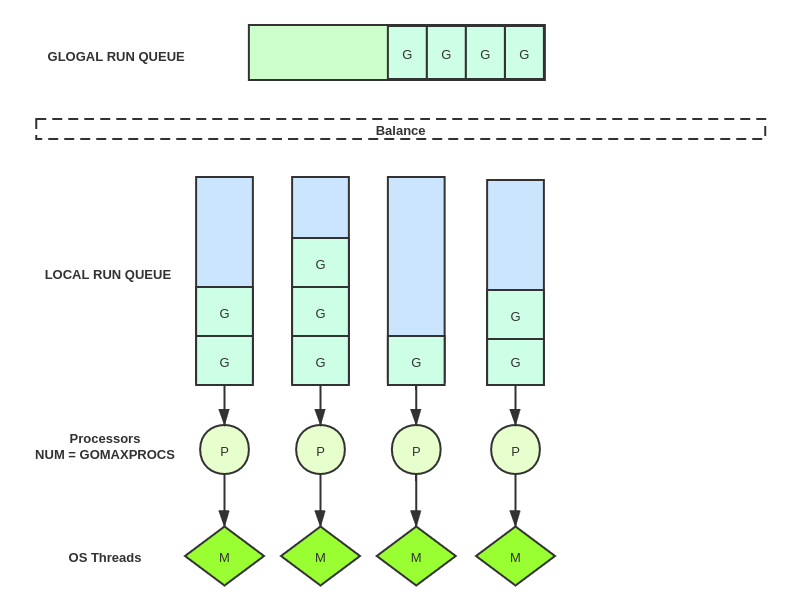 GLOGAL RUN QUEUE
G G G G
Balance
LOCAL RUN QUEUE
G
G G G
G G G G
Processors
NUM = GOMAXPROCS
P P P P
OS Threads
M M M M